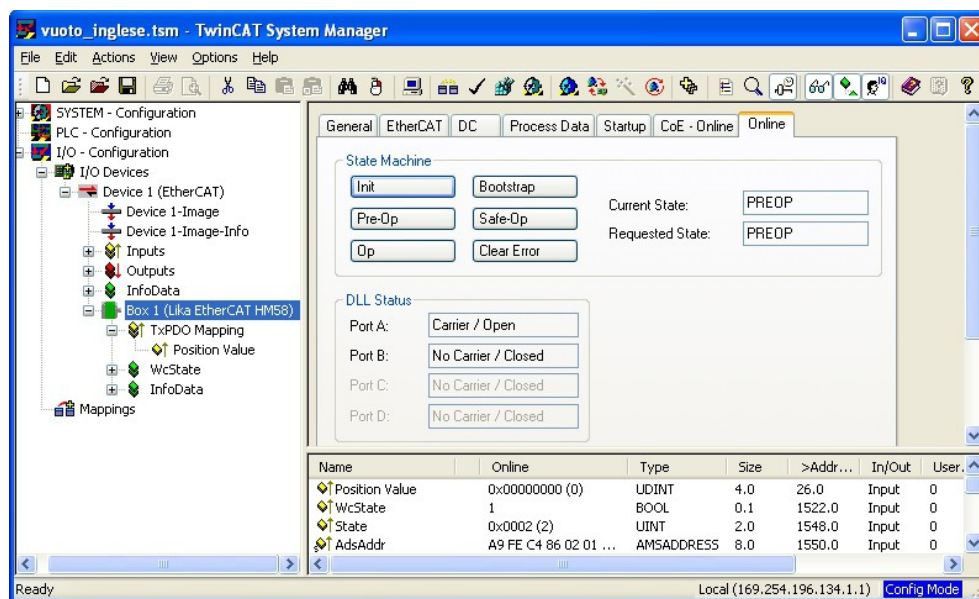 vuoto_inglese.tsm - TwinCAT System Manager
File Edit Actions View Options Help
SYSTEM - Configuration
PLC - Configuration
I/O - Configuration
I/O Devices
Device 1 (EtherCAT)
Device 1-Image
Device 1-Image-Info
Inputs
Outputs
InfoData
Box 1 (Lika EtherCAT HM58)
TxPDO Mapping
Position Value
WcState
InfoData
Mappings
General EtherCAT DC Process Data Startup CoE - Online Online
State Machine
Init Bootstrap
Pre-Op Safe-Op
Op Clear Error
Current State: PREOP
Requested State: PREOP
DLL Status
Port A: Carrier / Open
Port B: No Carrier / Closed
Port C: No Carrier / Closed
Port D: No Carrier / Closed
Name Online Type Size >Addr... In/Out User.
Position Value 0x00000000 (0) UDINT 4.0 26.0 Input 0
WcState 1 BOOL 0.1 1522.0 Input 0
State 0x0002 (2) UINT 2.0 1548.0 Input 0
AdsAddr A9 FE C4 86 02 01 ... AMSADDRESS 8.0 1550.0 Input 0
Ready Local (169.254.196.134.1.1) Config Mode